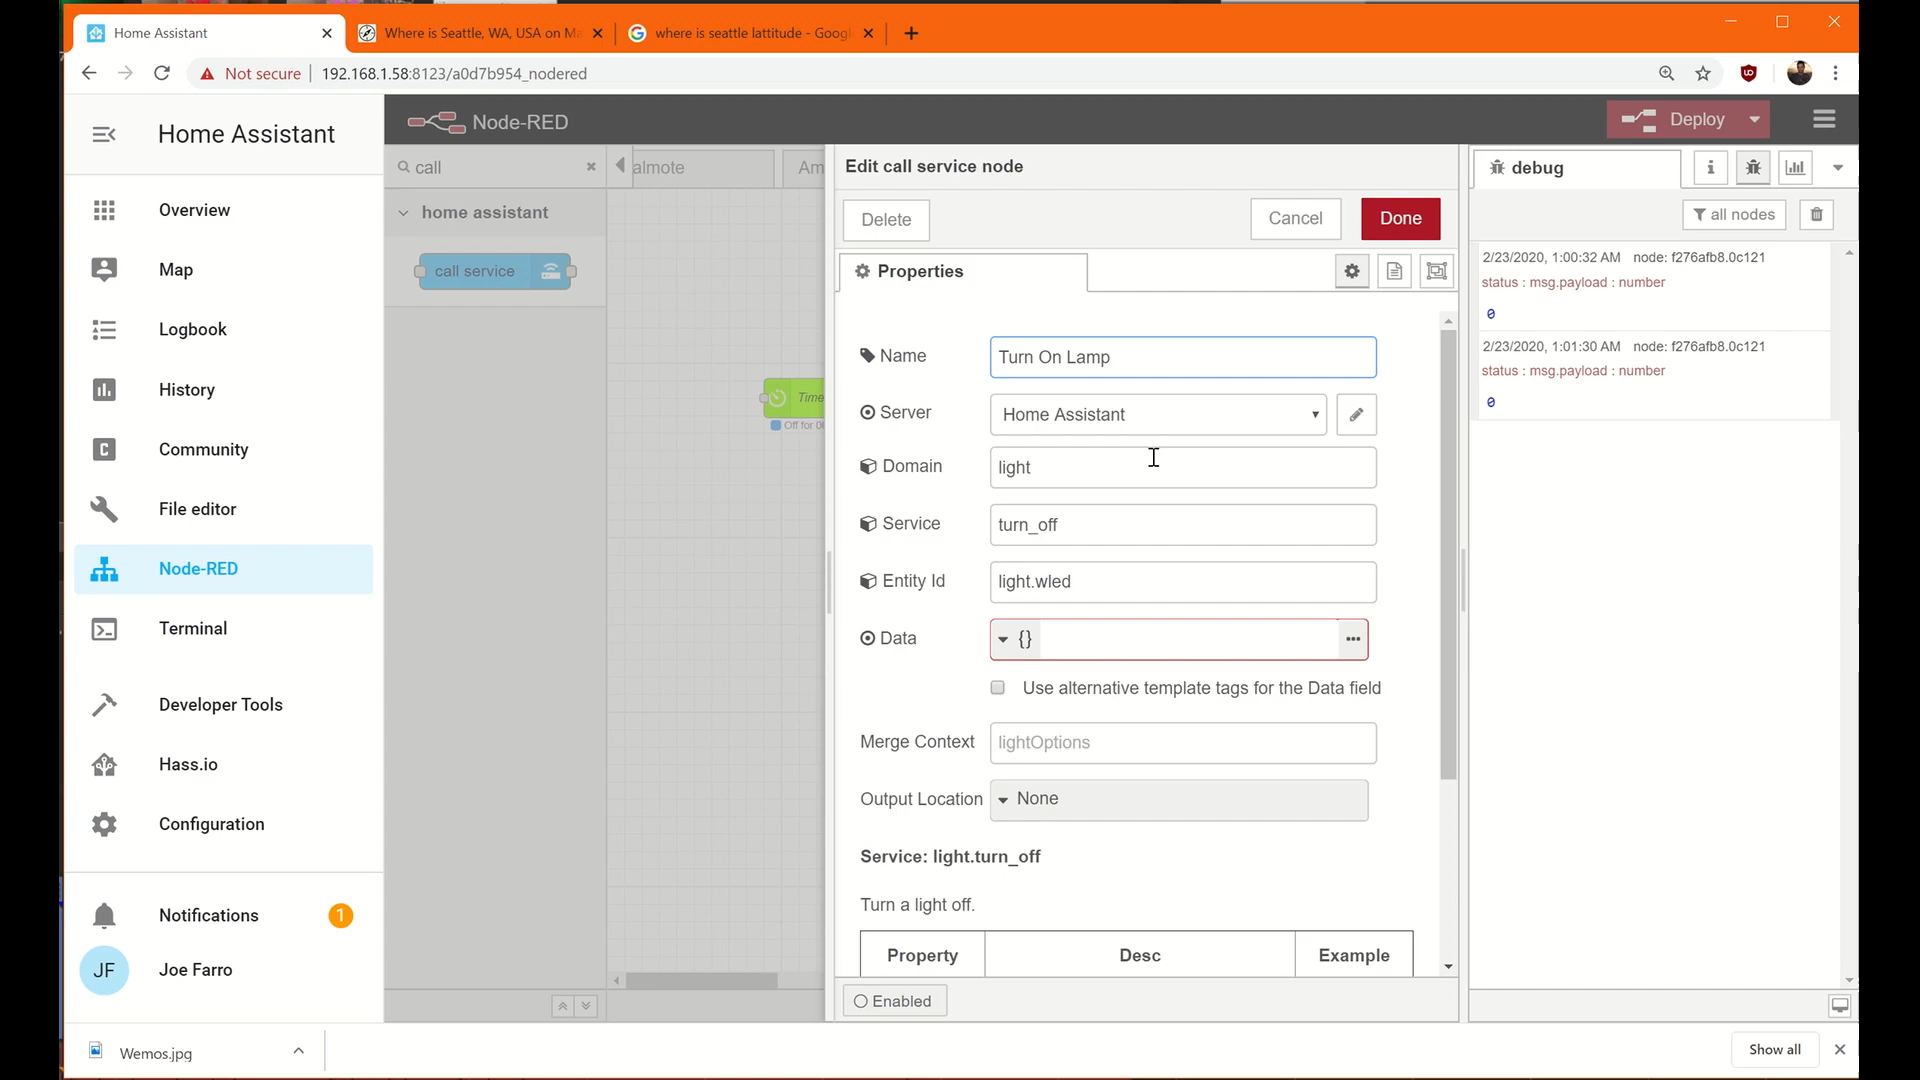 Home Assistant
Where is Seattle, WA, USA on Ma
where is seattle lattitude - Googl
Not secure
192.168.1.58:8123/a0d7b954_nodered
Home Assistant
Overview
Map
Logbook
History
Community
File editor
Node-RED
Terminal
Developer Tools
Hass.io
Configuration
Notifications
1
JF
Joe Farro
Node-RED
Deploy
call
home assistant
call service
almote
Am
Time
Off for 00
Edit call service node
Delete
Cancel
Done
Properties
Name
Turn On Lamp
Server
Home Assistant
Domain
light
Service
turn_off
Entity Id
light.wled
Data
{}
Use alternative template tags for the Data field
Merge Context
lightOptions
Output Location
None
Service: light.turn_off
Turn a light off.
Property
Desc
Example
Enabled
debug
all nodes
2/23/2020, 1:00:32 AM node: f276afb8.0c121
status : msg.payload : number
0
2/23/2020, 1:01:30 AM node: f276afb8.0c121
status : msg.payload : number
0
Wemos.jpg
Show all